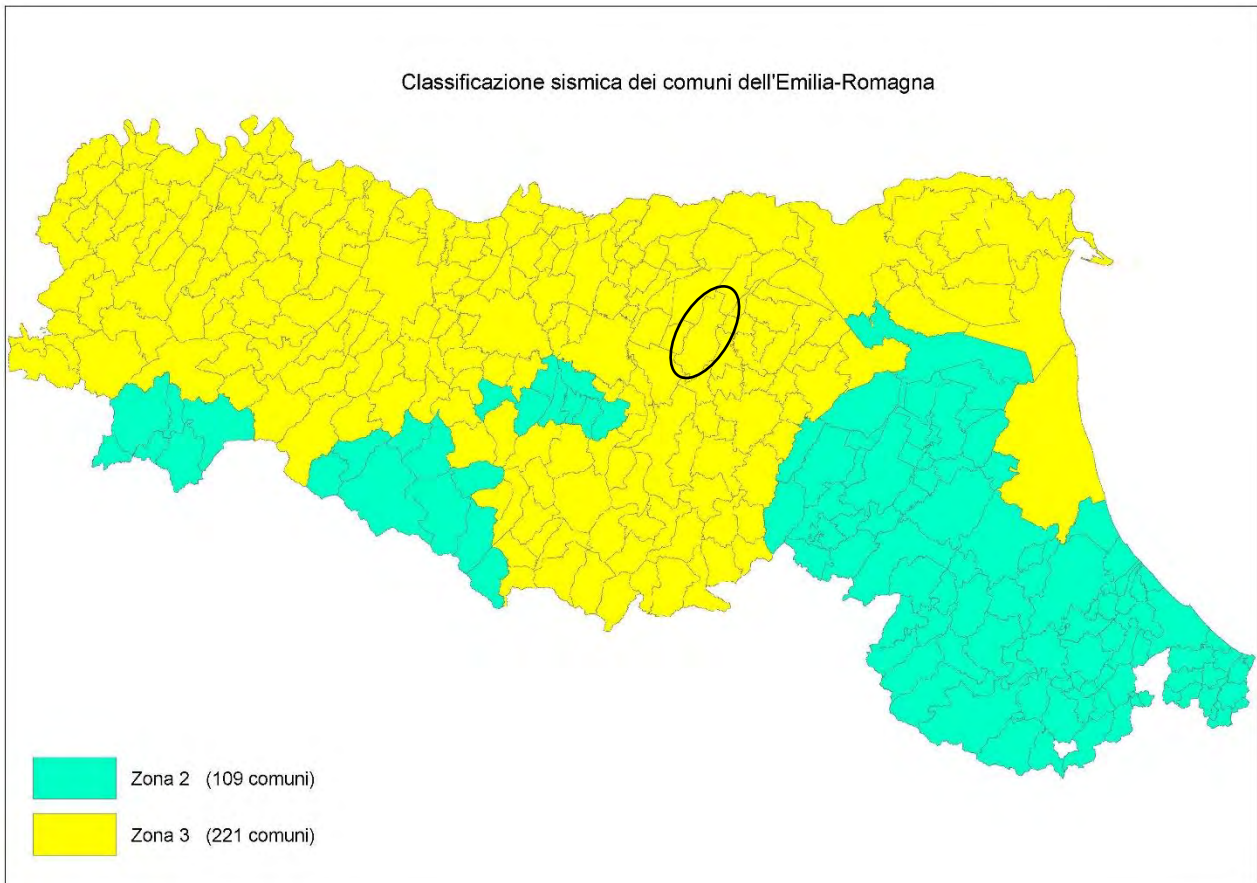 Classificazione sismica dei comuni dell'Emilia-Romagna
Zona 2 (109 comuni)
Zona 3 (221 comuni)